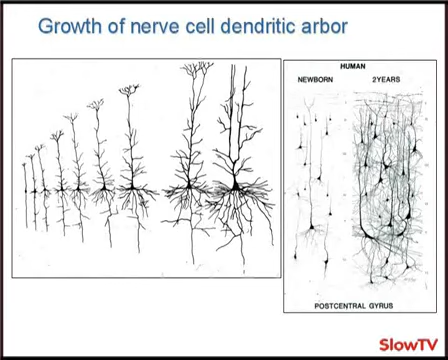 Growth of nerve cell dendritic arbor
HUMAN
NEWBORN 2YEARS
POSTCENTRAL GYRUS
SlowTV